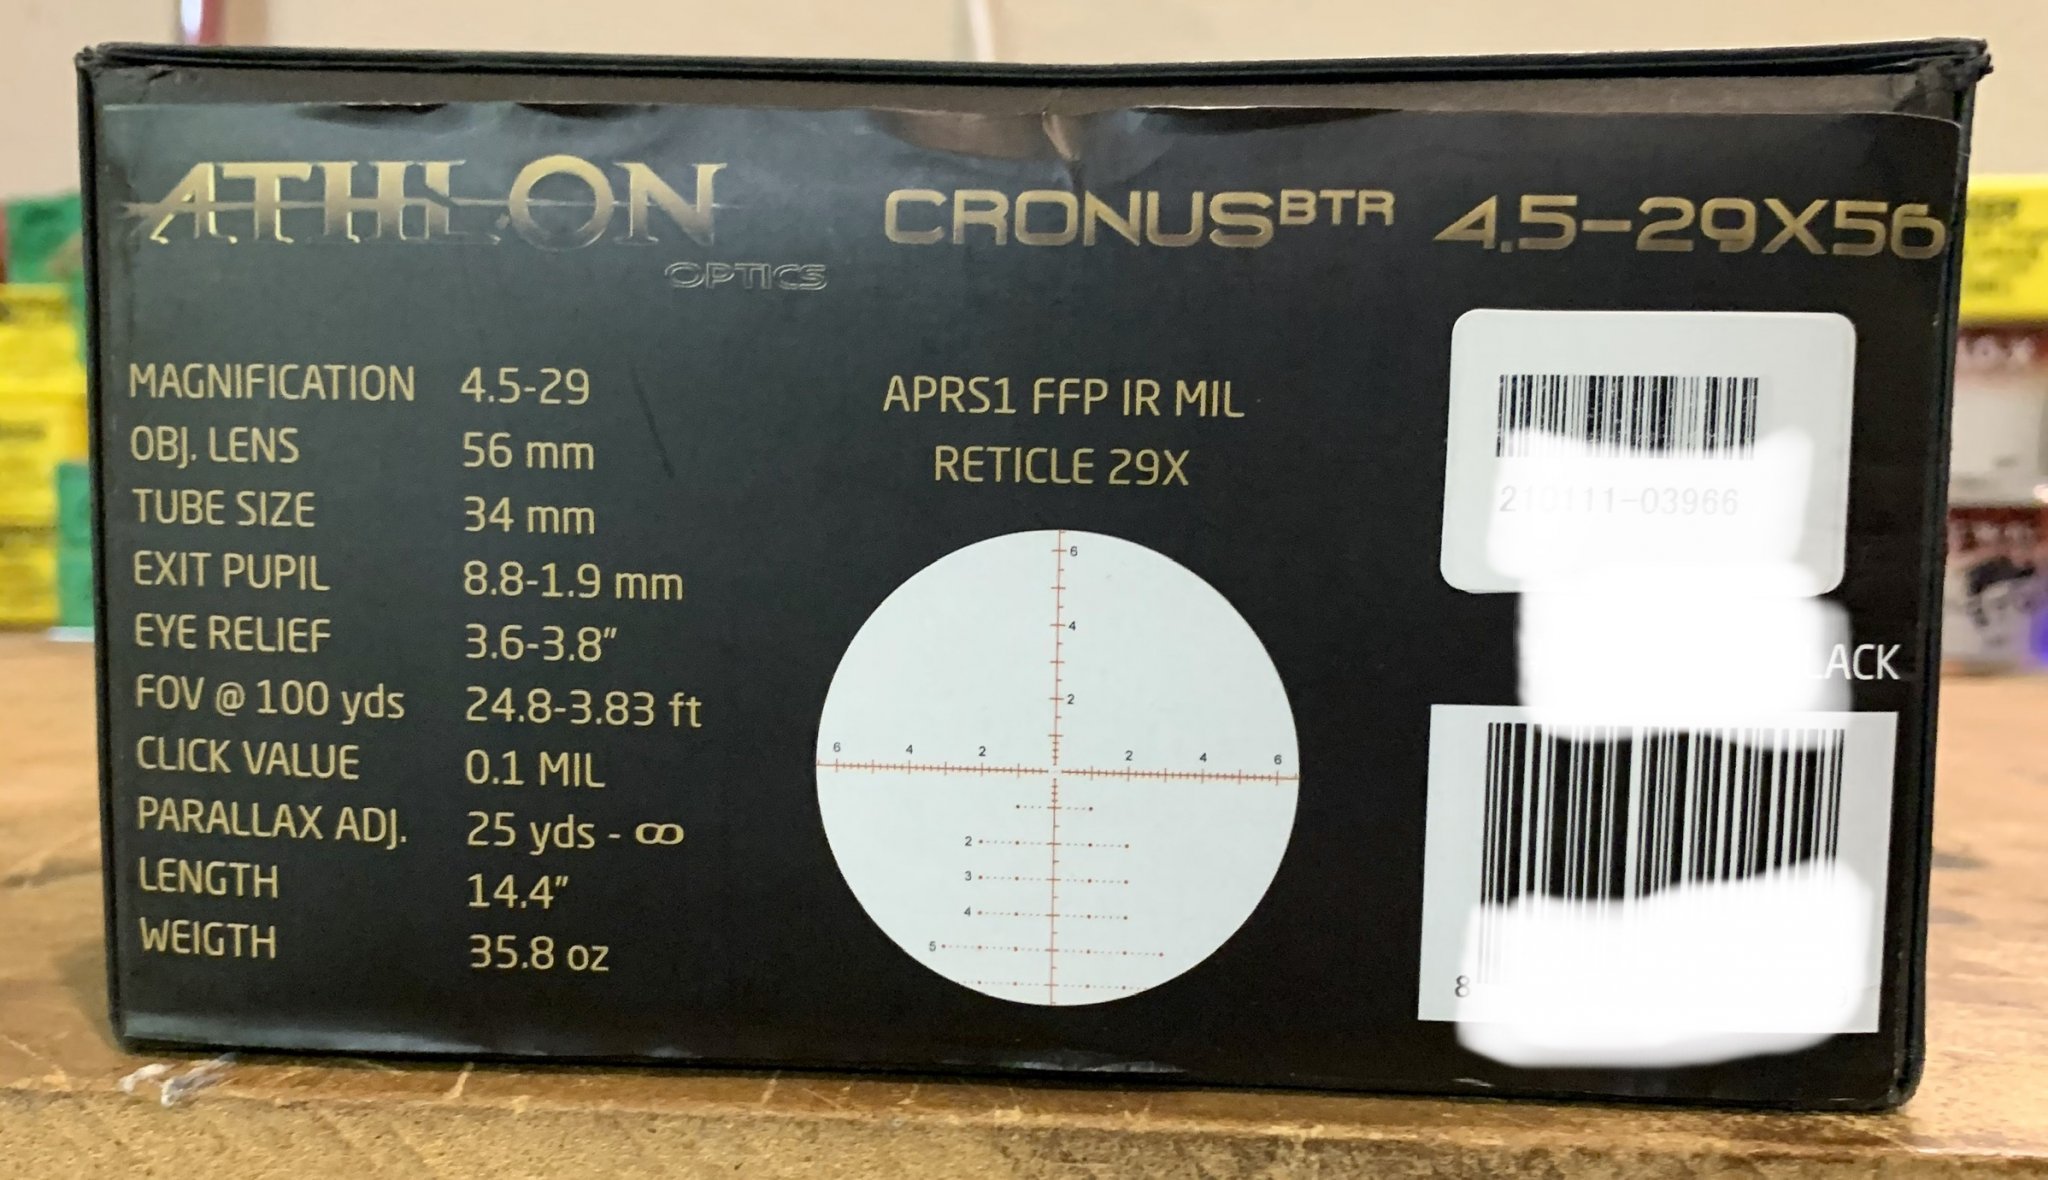 ATHLON
OPTICS
CRONUS BTR 4.5-29X56
MAGNIFICATION 4.5-29
OBJ. LENS 56 mm
TUBE SIZE 34 mm
EXIT PUPIL 8.8-1.9 mm
EYE RELIEF 3.6-3.8"
FOV @ 100 yds 24.8-3.83 ft
CLICK VALUE 0.1 MIL
PARALLAX ADJ. 25 yds - ∞
LENGTH 14.4"
WEIGTH 35.8 oz
APRS1 FFP IR MIL
RETICLE 29X
6
4
2
6 4 2 2 4 6
2
3
4
5
LACK
8